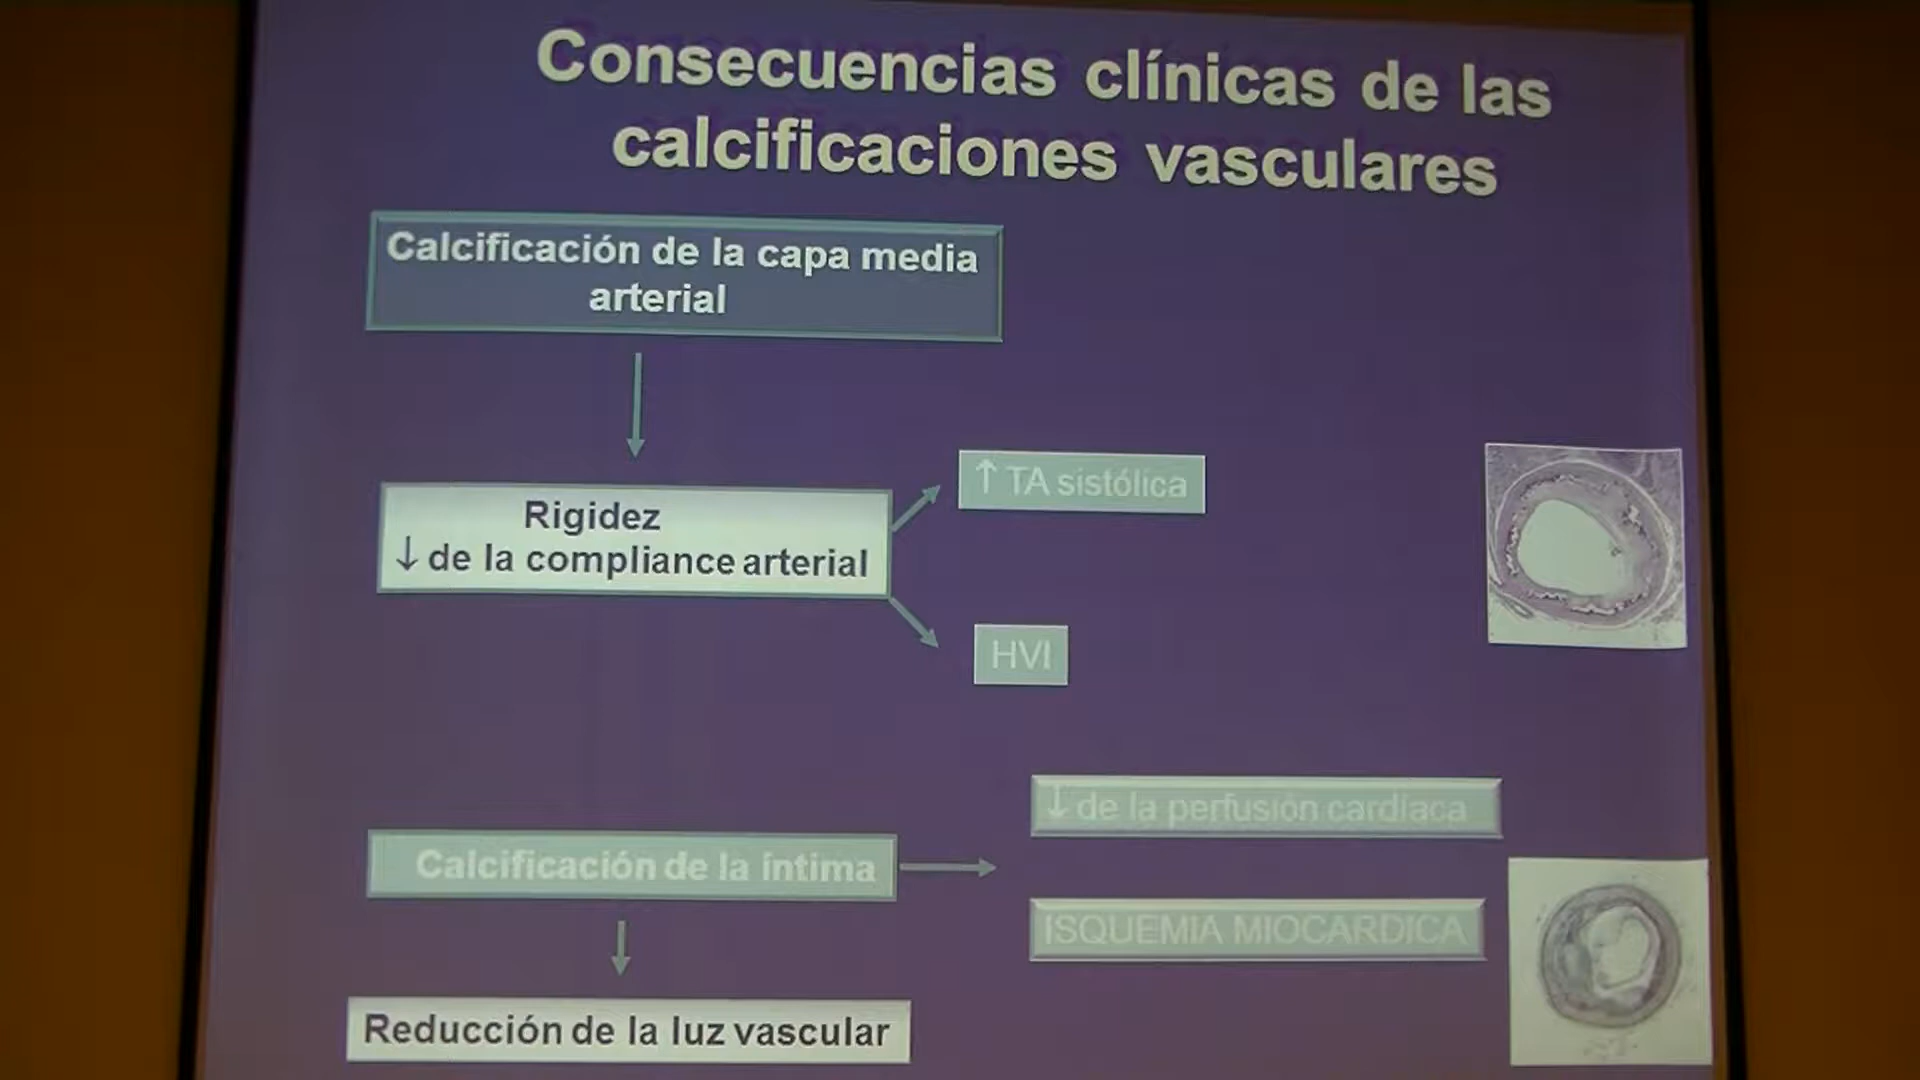 Consecuencias clínicas de las
calcificaciones vasculares
Calcificación de la capa media
arterial
Rigidez
↓ de la compliance arterial
↑ TA sistólica
HVI
Calcificación de la íntima
↓ de la perfusión cardíaca
ISQUEMIA MIOCARDICA
Reducción de la luz vascular